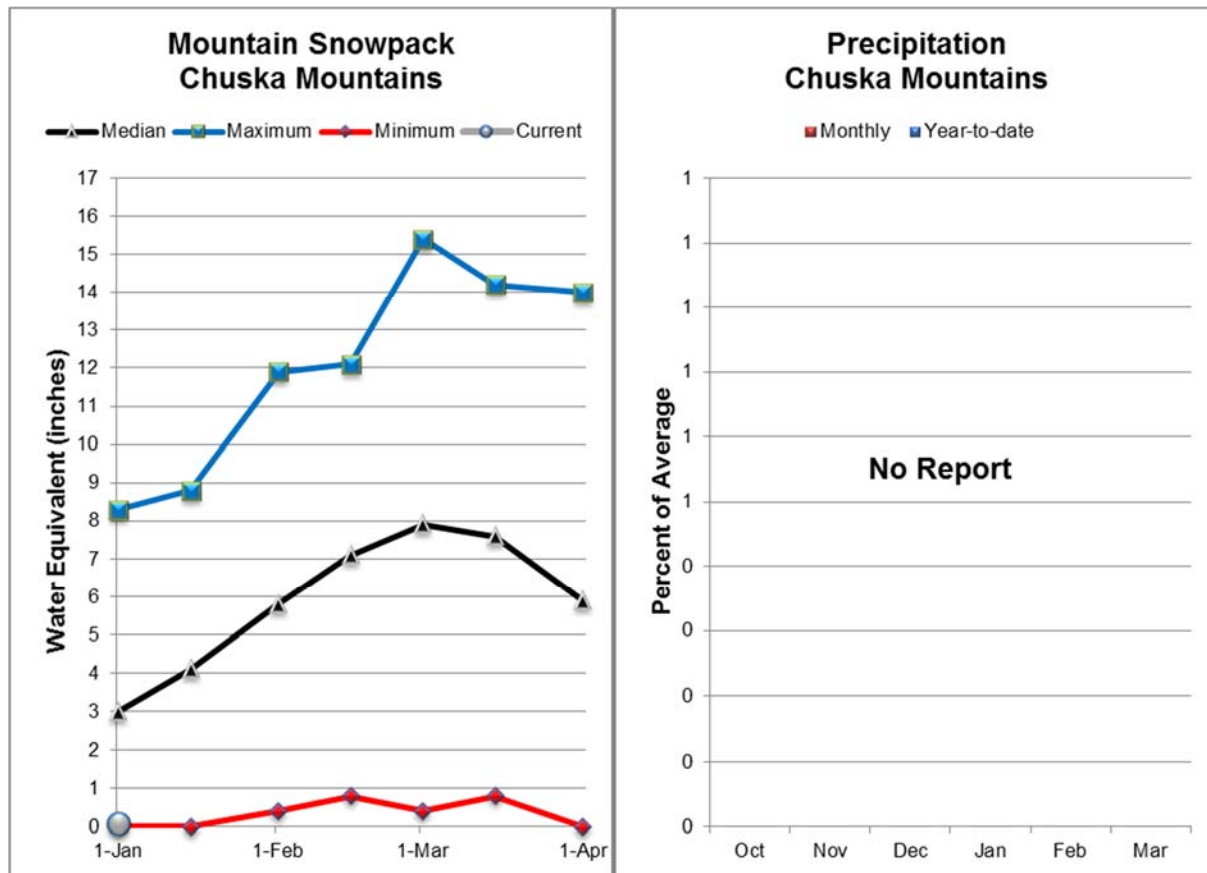 Mountain Snowpack
Chuska Mountains
Median Maximum Minimum Current
Water Equivalent (inches)
17
16
15
14
13
12
11
10
9
8
7
6
5
4
3
2
1
0
1-Jan 1-Feb 1-Mar 1-Apr
Precipitation
Chuska Mountains
Monthly Year-to-date
Percent of Average
1
1
1
1
1
1
0
0
0
0
0
No Report
Oct Nov Dec Jan Feb Mar